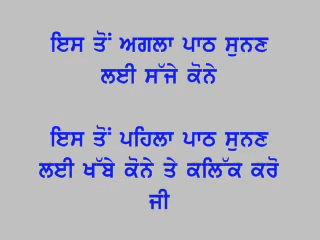 ਇਸ ਤੋਂ ਅਗਲਾ ਪਾਠ ਸੁਨਣ
ਲਈ ਸੱਜੇ ਕੋਨੇ
ਇਸ ਤੋਂ ਪਹਿਲਾ ਪਾਠ ਸੁਨਣ
ਲਈ ਖੱਬੇ ਕੋਨੇ ਤੇ ਕਲਿੱਕ ਕਰੋ
ਜੀ